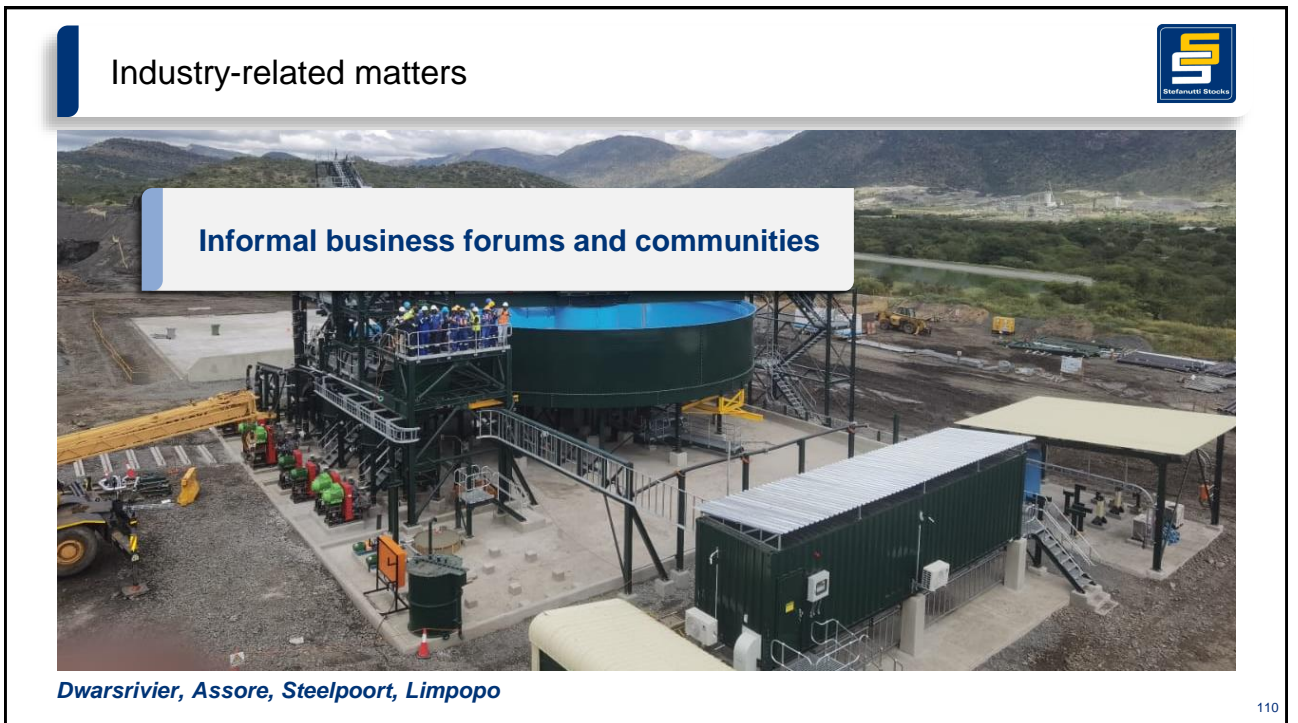 Industry-related matters
Stefanutti Stocks
Informal business forums and communities
Dwarsrivier, Assore, Steelpoort, Limpopo
110